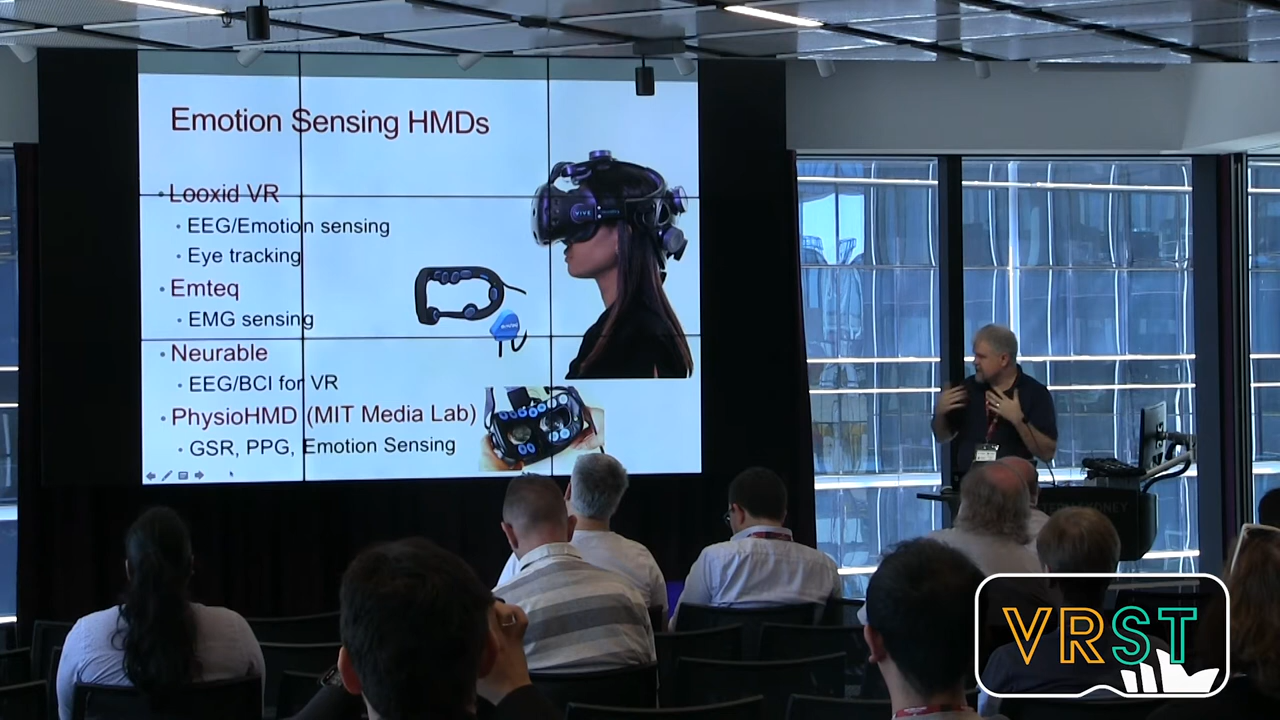 Emotion Sensing HMDs
• Looxid VR
• EEG/Emotion sensing
• Eye tracking
• Emteq
• EMG sensing
• Neurable
• EEG/BCI for VR
• PhysioHMD (MIT Media Lab)
• GSR, PPG, Emotion Sensing
VIVE
VRST